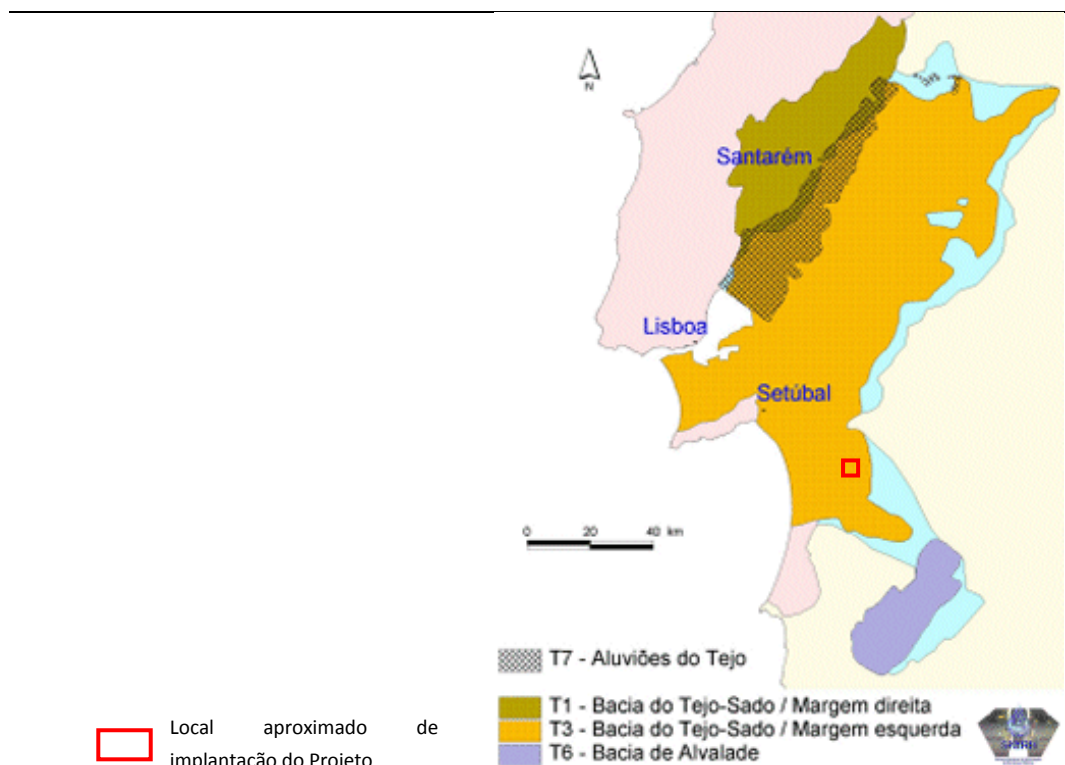 N
Santarém
Lisboa
Setúbal
0 20 40 km
T7 - Aluviões do Tejo
T1 - Bacia do Tejo-Sado / Margem direita
T3 - Bacia do Tejo-Sado / Margem esquerda
T6 - Bacia de Alvalade
Local aproximado de
implantação do Projeto